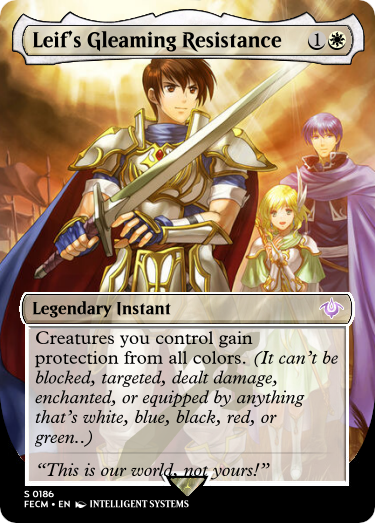 Leif's Gleaming Resistance 1
Legendary Instant
Creatures you control gain
protection from all colors. (It can't be
blocked, targeted, dealt damage,
enchanted, or equipped by anything
that's white, blue, black, red, or
green..)
"This is our world, not yours!"
S 0186
FECM • EN INTELLIGENT SYSTEMS